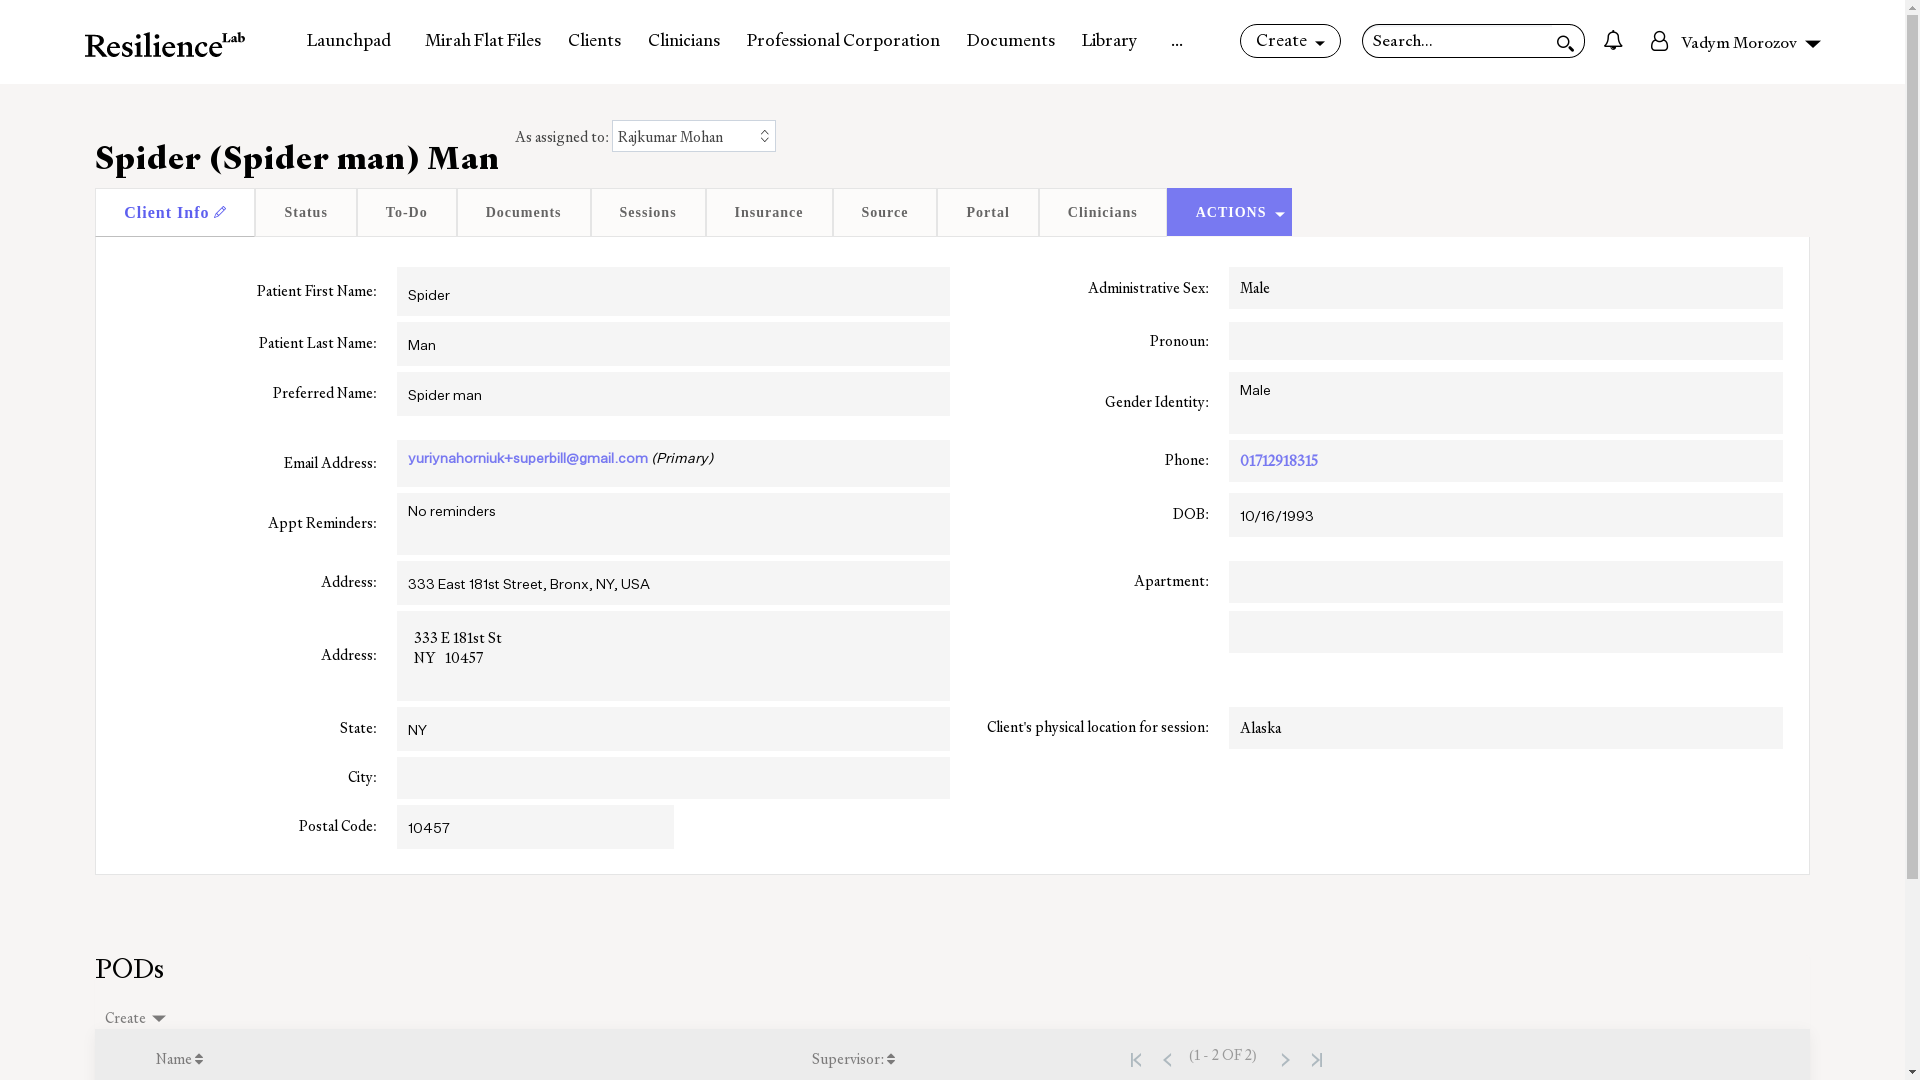 ResilienceLab
Launchpad Mirah Flat Files Clients Clinicians Professional Corporation Documents Library ... Create Search... Vadym Morozov
Spider (Spider man) Man As assigned to: Rajkumar Mohan
Client Info Status To-Do Documents Sessions Insurance Source Portal Clinicians ACTIONS
Patient First Name: Spider Administrative Sex: Male
Patient Last Name: Man Pronoun:
Preferred Name: Spider man Gender Identity: Male
Email Address: yuriynahorniuk+superbill@gmail.com (Primary) Phone: 01712918315
Appt Reminders: No reminders DOB: 10/16/1993
Address: 333 East 181st Street, Bronx, NY, USA Apartment:
Address: 333 E 181st St
NY 10457
State: NY Client's physical location for session: Alaska
City:
Postal Code: 10457
PODs
Create
Name Supervisor: (1 - 2 OF 2)